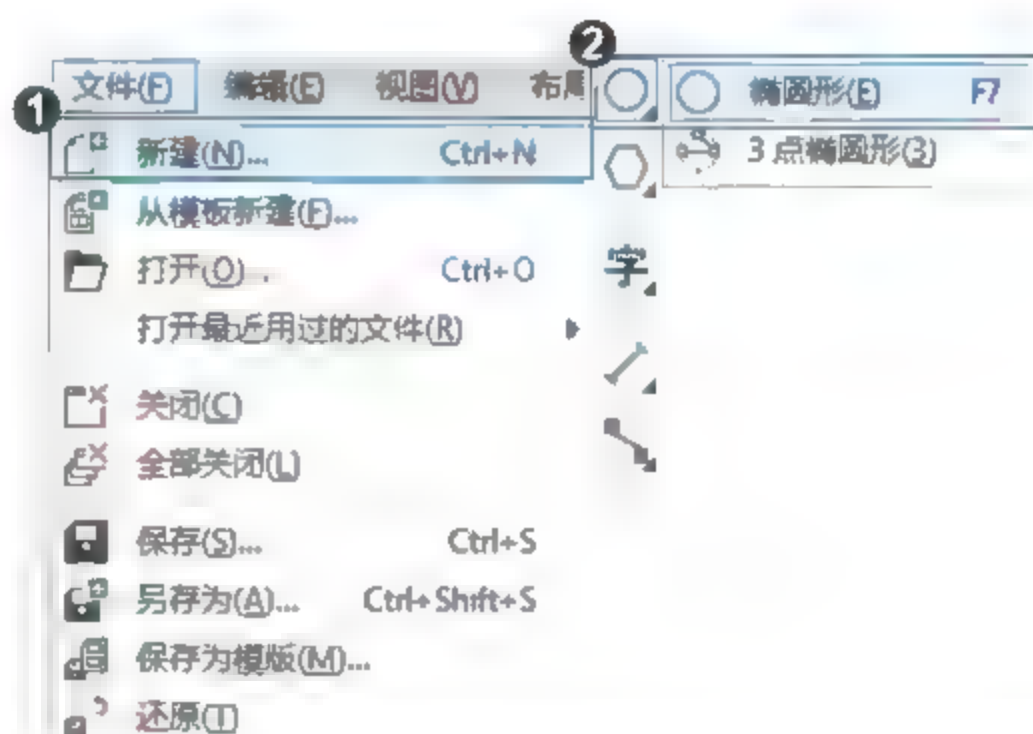 2
文件(F) 编辑(E) 视图(V) 布局
1
新建(N)... Ctrl+N
从模板新建(F)...
打开(O)... Ctrl+O
打开最近用过的文件(R)
关闭(C)
全部关闭(L)
保存(S)... Ctrl+S
另存为(A)... Ctrl+Shift+S
保存为模版(M)...
还原(T)
椭圆形(E) F7
3 点椭圆形(3)
字